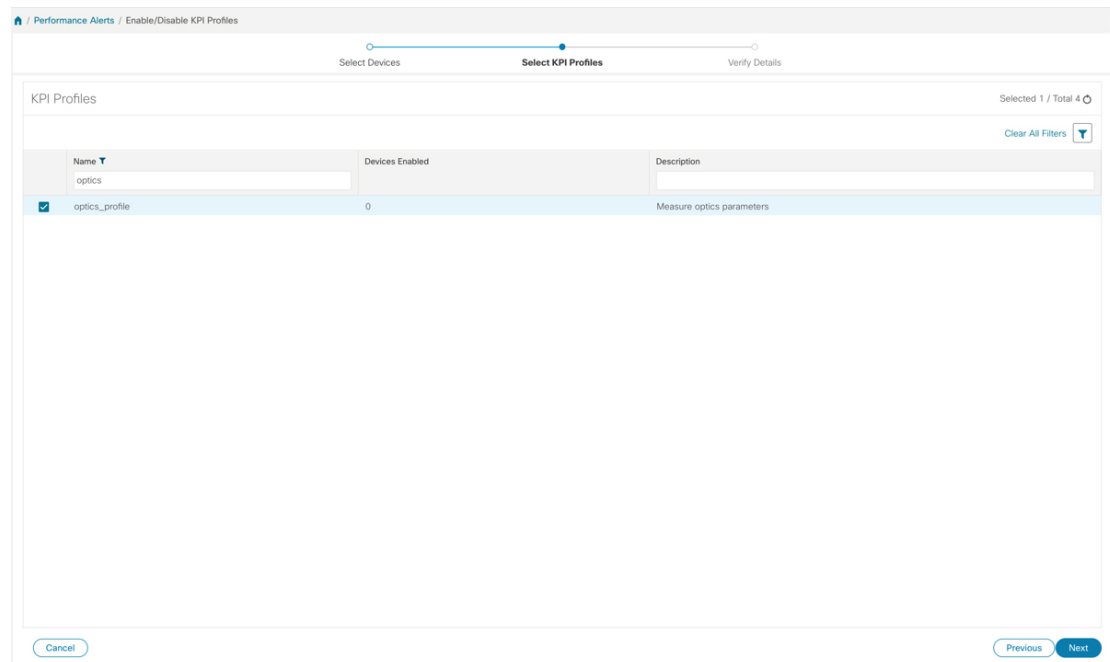 / Performance Alerts / Enable/Disable KPI Profiles
Select Devices Select KPI Profiles Verify Details
KPI Profiles Selected 1 / Total 4
Clear All Filters
Name Devices Enabled Description
optics
optics_profile 0 Measure optics parameters
Cancel Previous Next